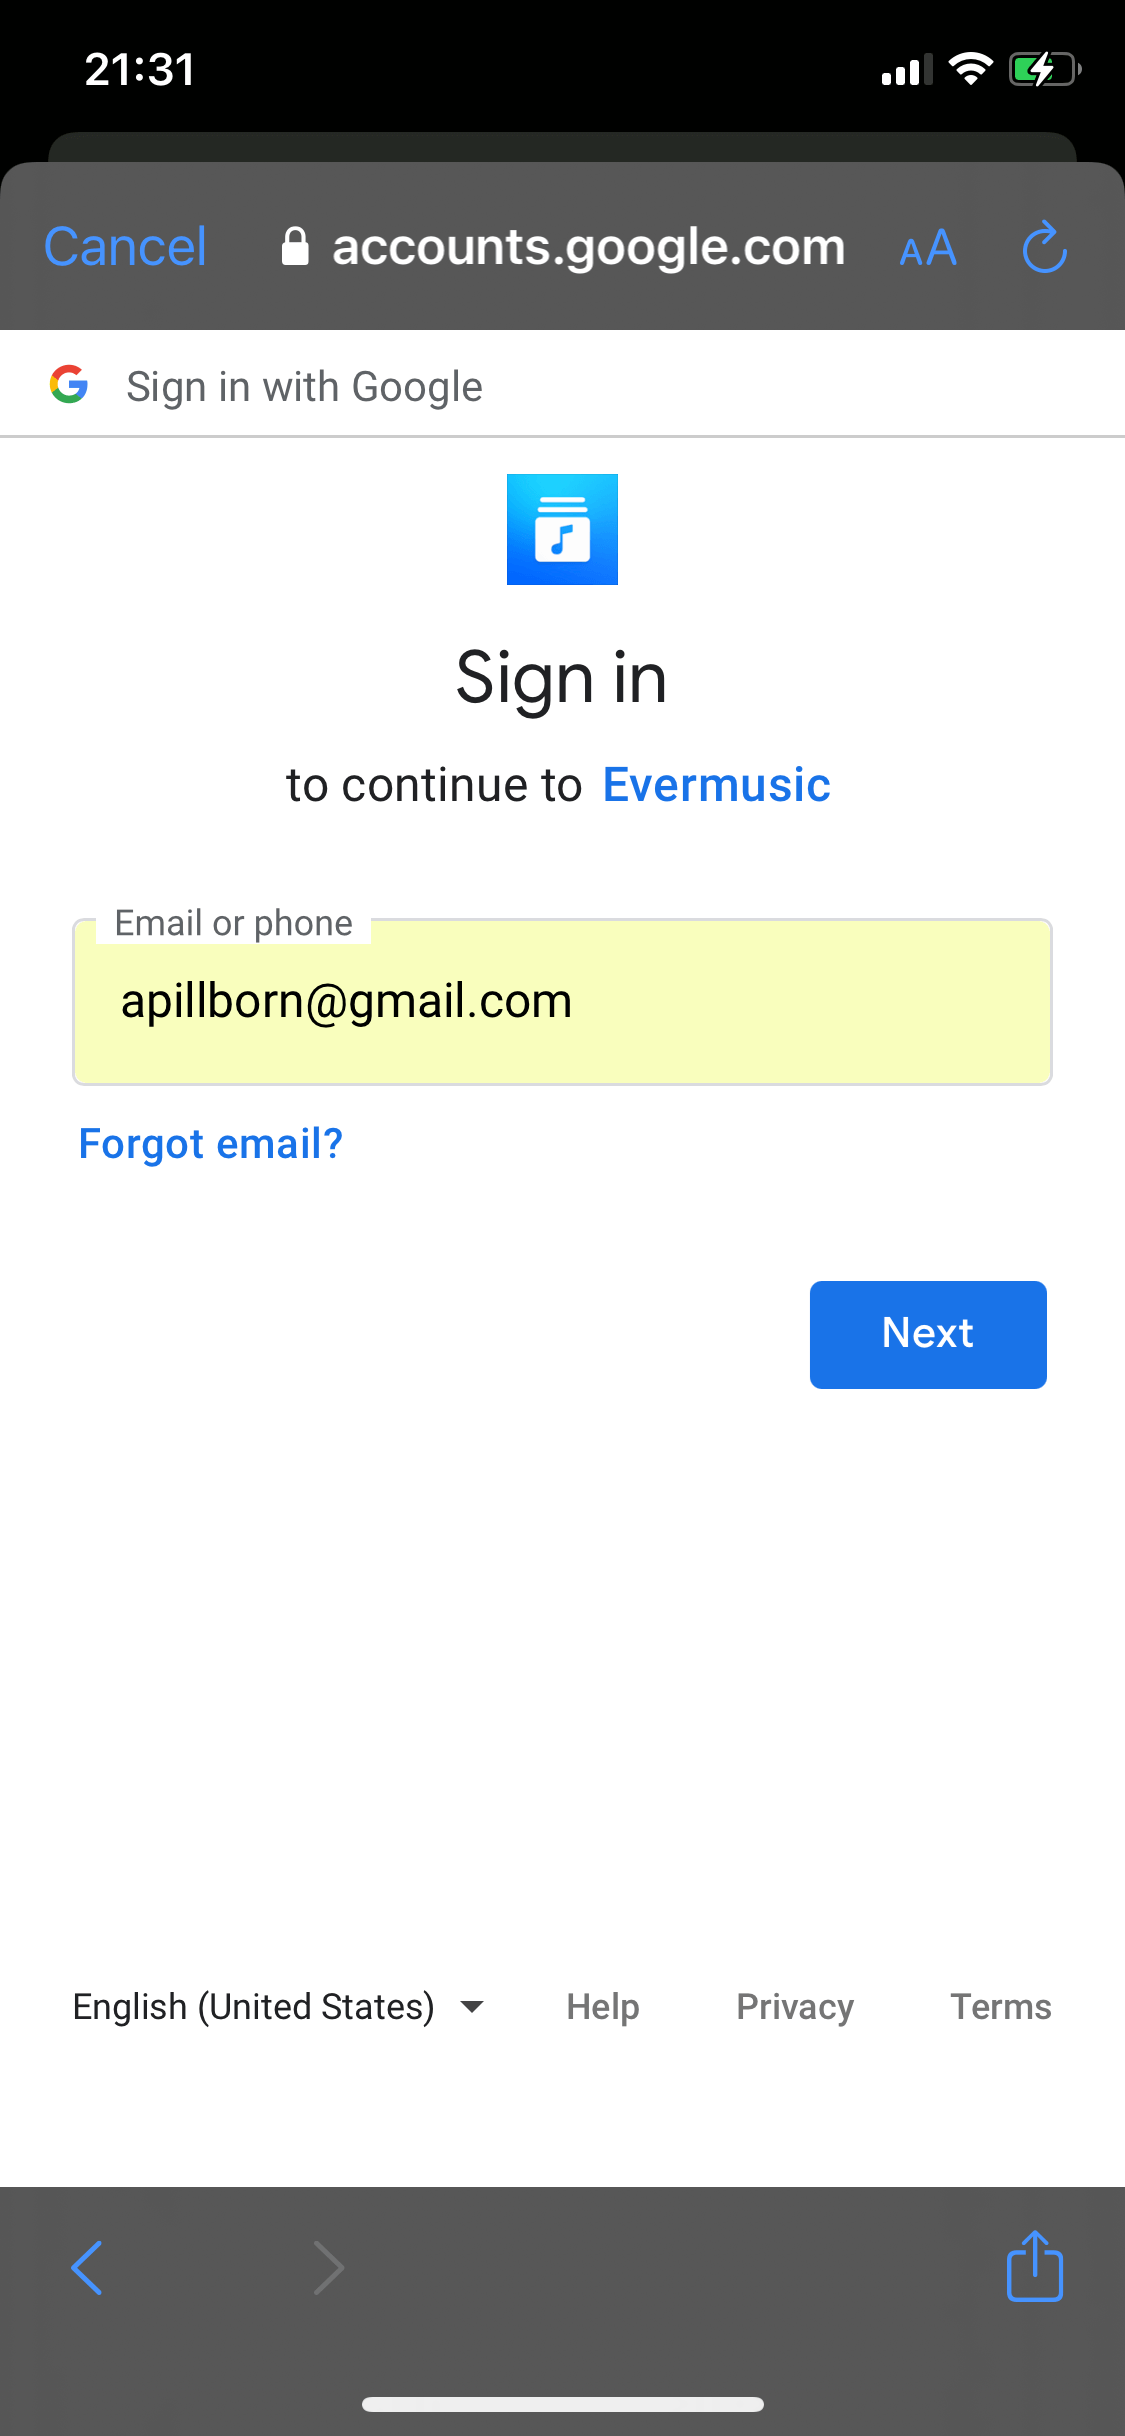 21:31
Cancel accounts.google.com AA
Sign in with Google
Sign in
to continue to Evermusic
Email or phone
apillborn@gmail.com
Forgot email?
Next
English (United States) Help Privacy Terms